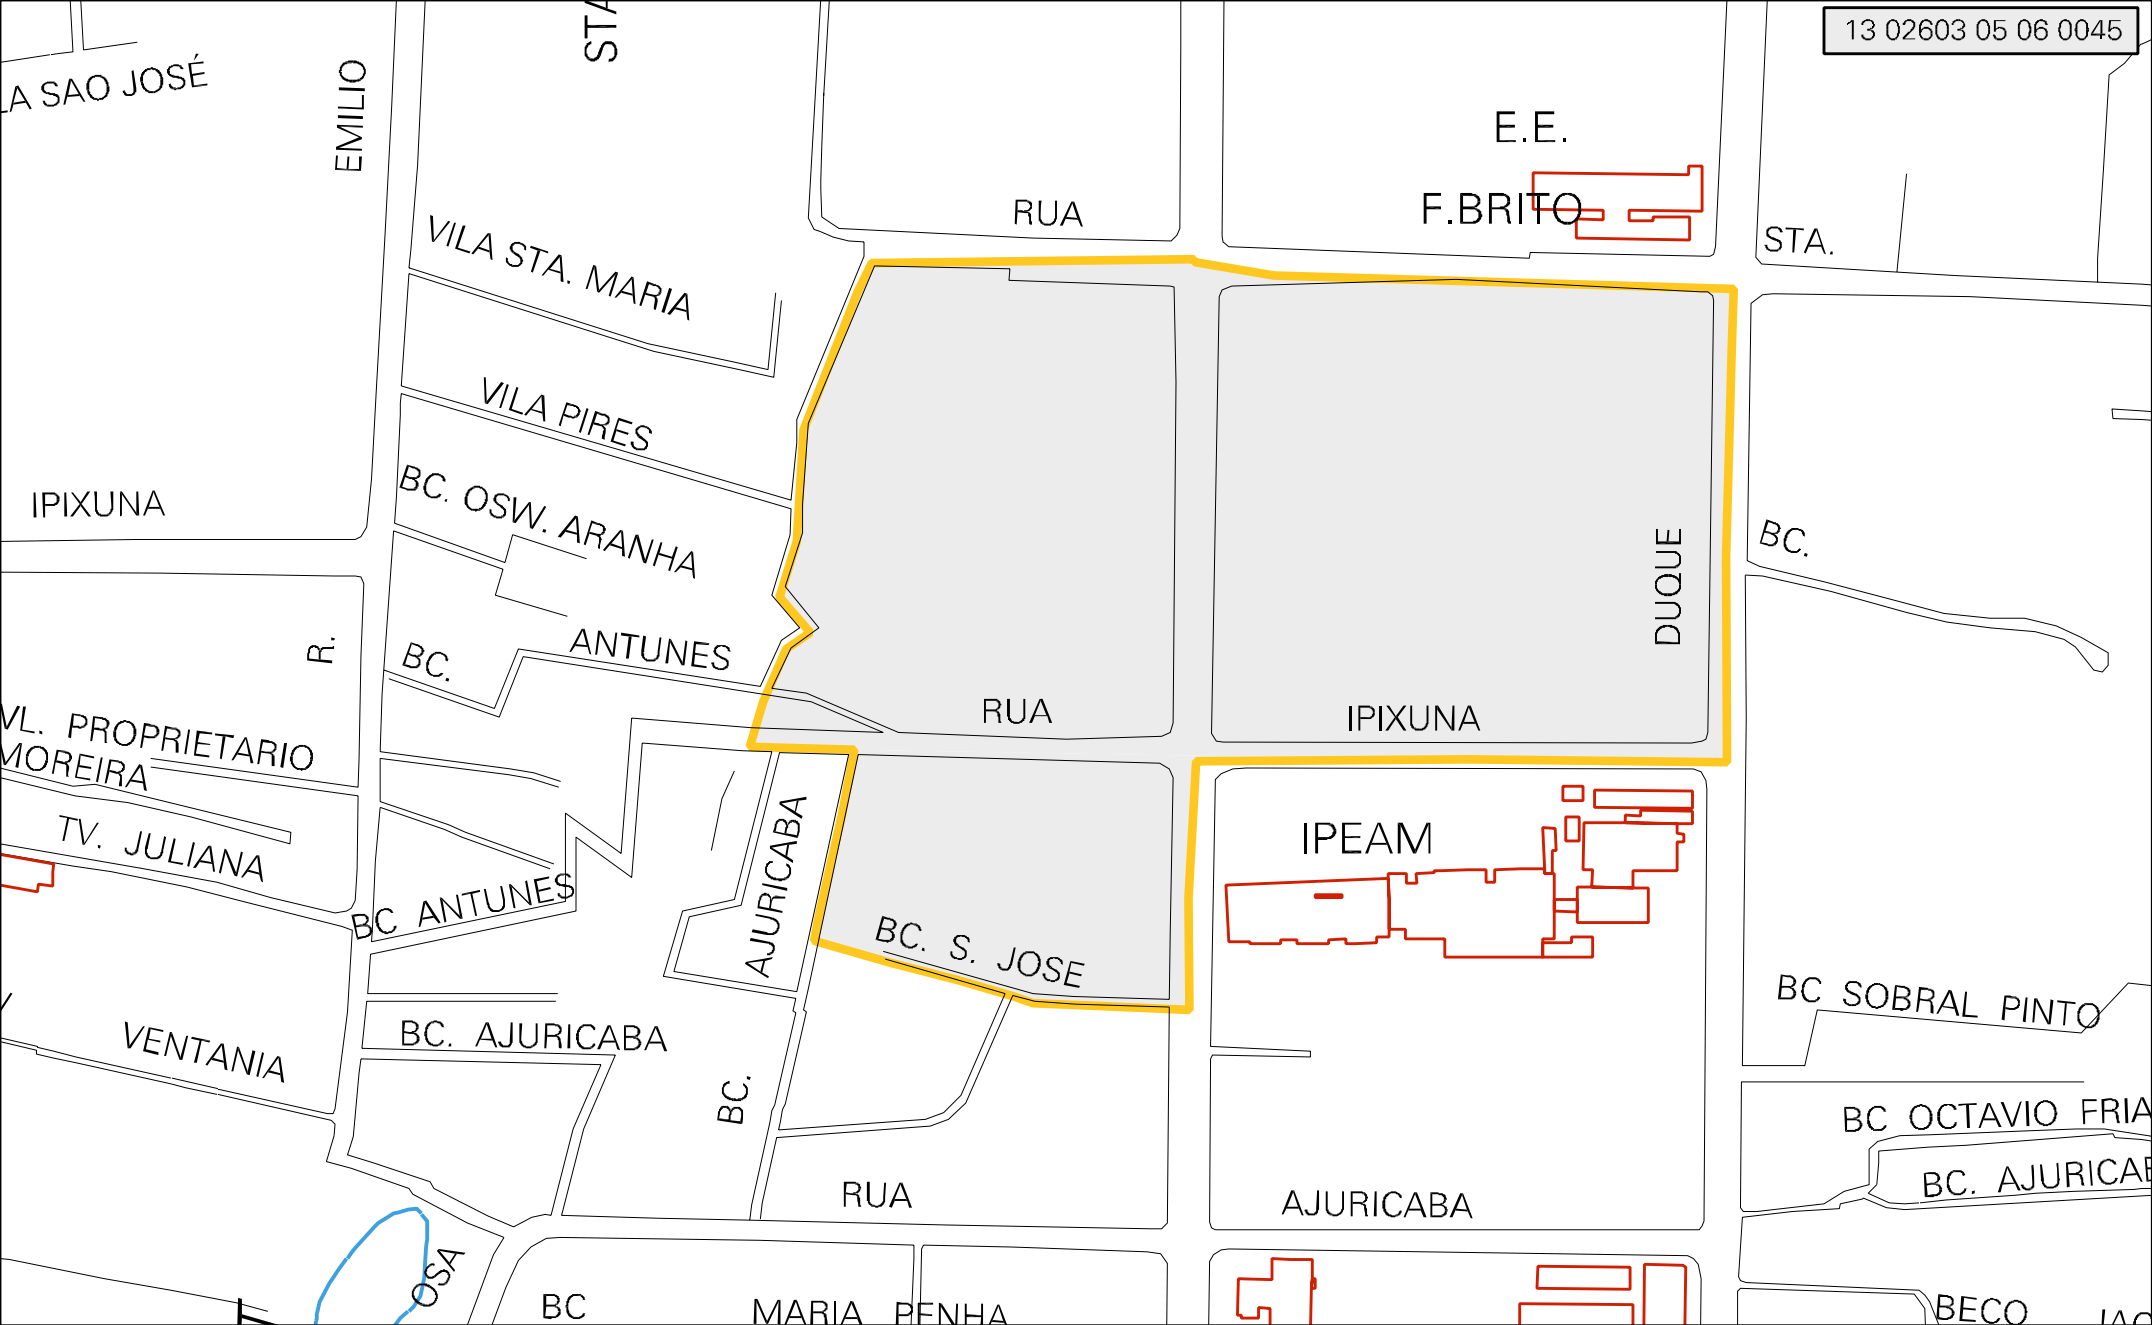 13 02603 05 06 0045
STA
LA SAO JOSÉ
EMILIO
E.E.
F.BRITO
RUA
STA.
VILA STA. MARIA
VILA PIRES
BC. OSW. ARANHA
IPIXUNA
DUQUE
BC.
R.
BC. ANTUNES
RUA IPIXUNA
VL. PROPRIETARIO
MOREIRA
TV. JULIANA
IPEAM
AJURICABA
BC ANTUNES
BC. S. JOSE
BC SOBRAL PINTO
VENTANIA
BC. AJURICABA
BC.
BC OCTAVIO FRIA
BC. AJURICAB
RUA AJURICABA
OSA
BC MARIA PENHA
BECO